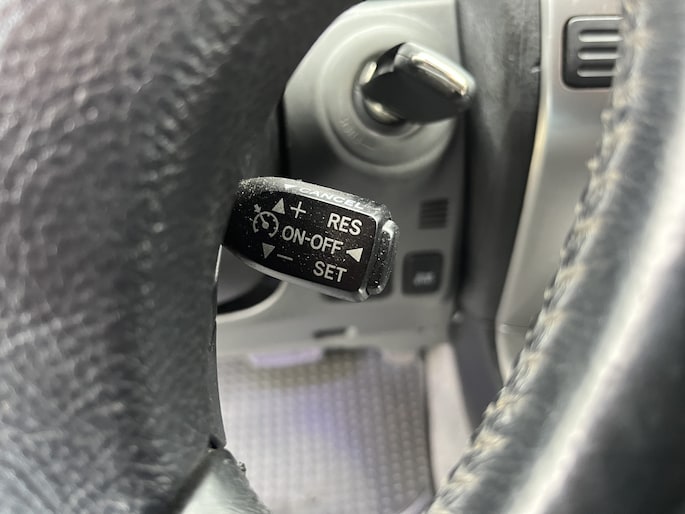 CANCEL
+ RES
ON-OFF
- SET